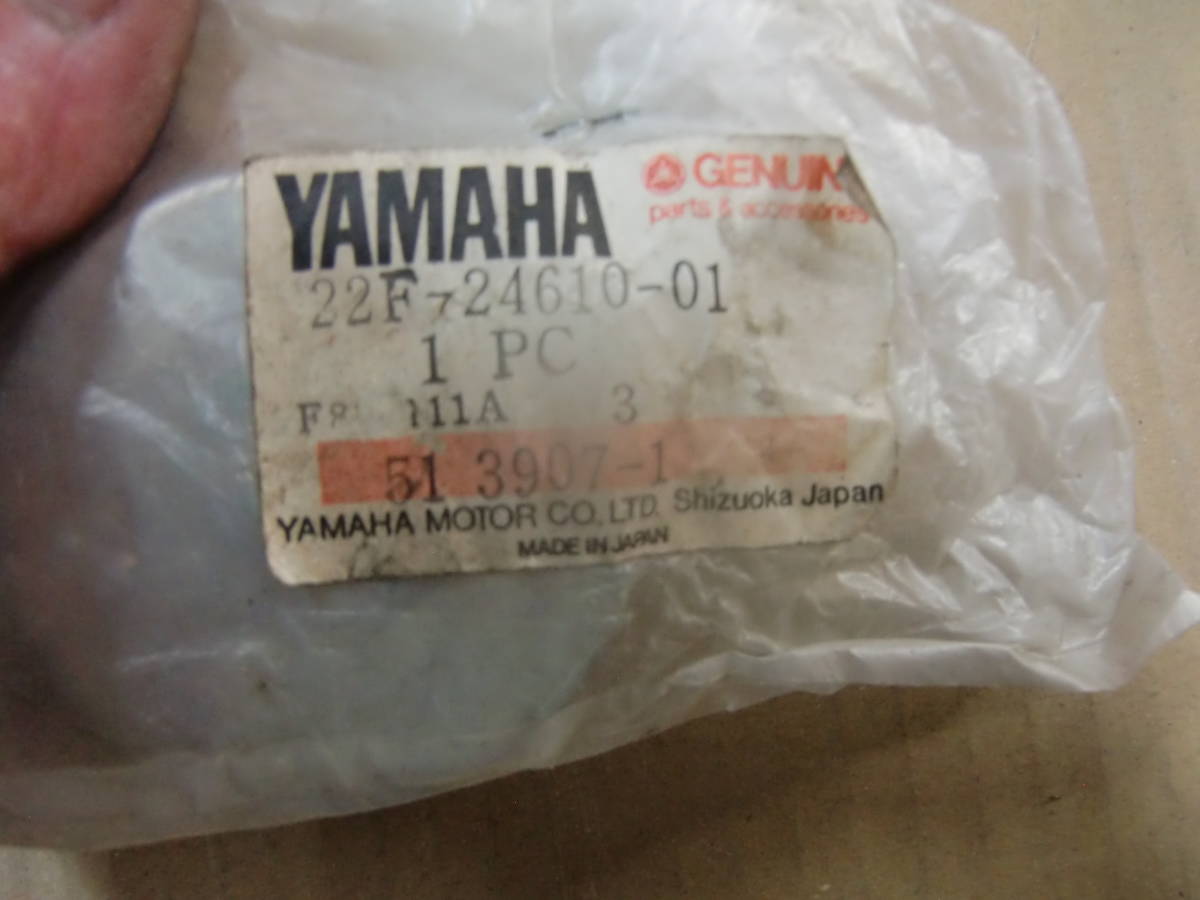 YAMAHA GENUIN
parts & accessories
22F-24610-01
1 PC
3
51 3907-1
YAMAHA MOTOR CO., LTD. Shizuoka Japan
MADE IN JAPAN